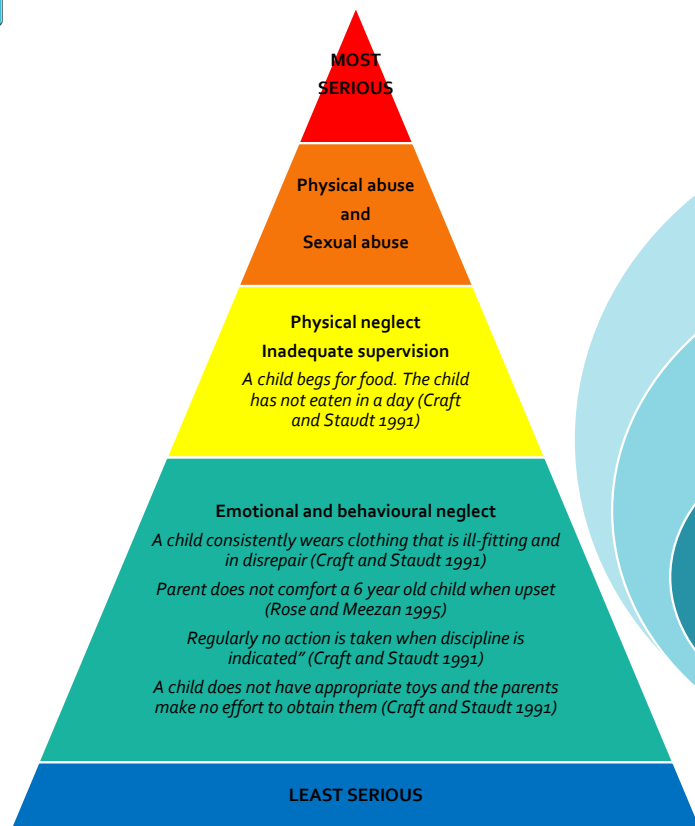 MOST
SERIOUS
Physical abuse
and
Sexual abuse
Physical neglect
Inadequate supervision
A child begs for food. The child
has not eaten in a day (Craft
and Staudt 1991)
Emotional and behavioural neglect
A child consistently wears clothing that is ill-fitting and
in disrepair (Craft and Staudt 1991)
Parent does not comfort a 6 year old child when upset
(Rose and Meezan 1995)
Regularly no action is taken when discipline is
indicated” (Craft and Staudt 1991)
A child does not have appropriate toys and the parents
make no effort to obtain them (Craft and Staudt 1991)
LEAST SERIOUS